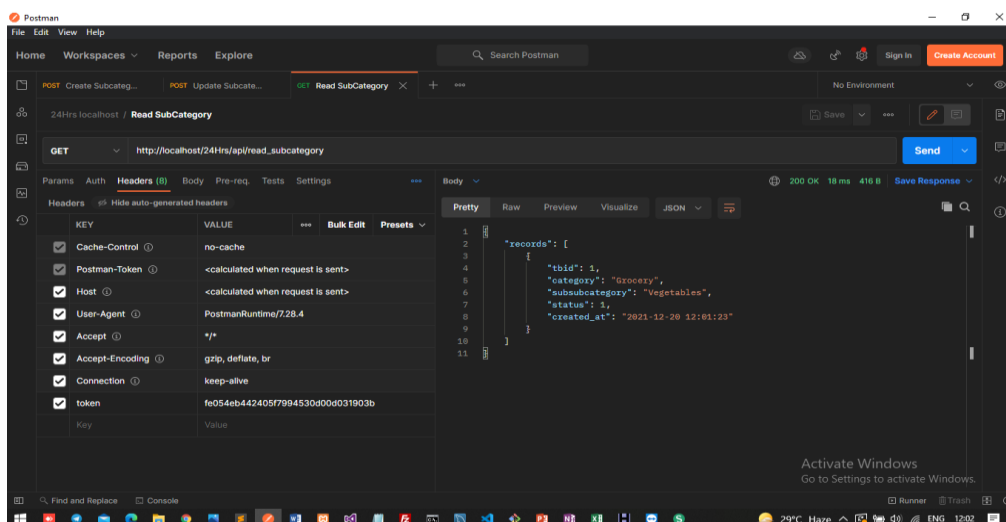 Postman
File Edit View Help
Home Workspaces Reports Explore Search Postman Sign In Create Account
POST Create Subcateg... POST Update Subcate... GET Read SubCategory No Environment
24Hrs localhost / Read SubCategory Save
GET http://localhost/24Hrs/api/read_subcategory Send
Params Auth Headers (8) Body Pre-req. Tests Settings Body 200 OK 18 ms 416 B Save Response
Headers Hide auto-generated headers Pretty Raw Preview Visualize JSON
KEY VALUE Bulk Edit Presets
Cache-Control no-cache
Postman-Token <calculated when request is sent>
Host <calculated when request is sent>
User-Agent PostmanRuntime/7.28.4
Accept */*
Accept-Encoding gzip, deflate, br
Connection keep-alive
token fe054eb442405f7994530d00d031903b
Key Value
1 {
2 "records": [
3 {
4 "tbid": 1,
5 "category": "Grocery",
6 "subsubcategory": "Vegetables",
7 "status": 1,
8 "created_at": "2021-12-20 12:01:23"
9 }
10 ]
11 }
Activate Windows
Go to Settings to activate Windows.
Find and Replace Console Runner Trash
29°C Haze ENG 12:02